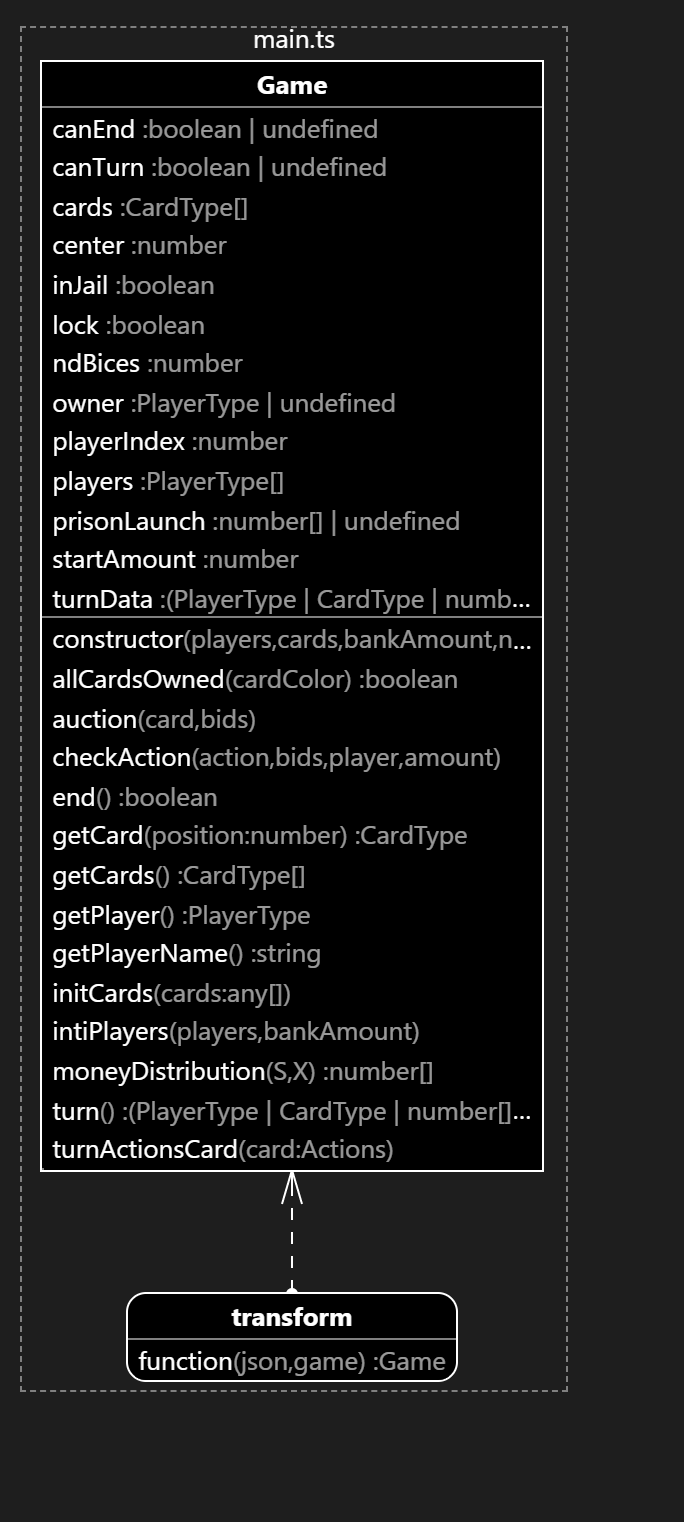 main.ts
Game
canEnd :boolean | undefined
canTurn :boolean | undefined
cards :CardType[]
center :number
inJail :boolean
lock :boolean
ndBices :number
owner :PlayerType | undefined
playerIndex :number
players :PlayerType[]
prisonLaunch :number[] | undefined
startAmount :number
turnData :(PlayerType | CardType | numb...
constructor(players,cards,bankAmount,n...
allCardsOwned(cardColor) :boolean
auction(card,bids)
checkAction(action,bids,player,amount)
end() :boolean
getCard(position:number) :CardType
getCards() :CardType[]
getPlayer() :PlayerType
getPlayerName() :string
initCards(cards:any[])
intiPlayers(players,bankAmount)
moneyDistribution(S,X) :number[]
turn() :(PlayerType | CardType | number[]...
turnActionsCard(card:Actions)
transform
function(json,game) :Game